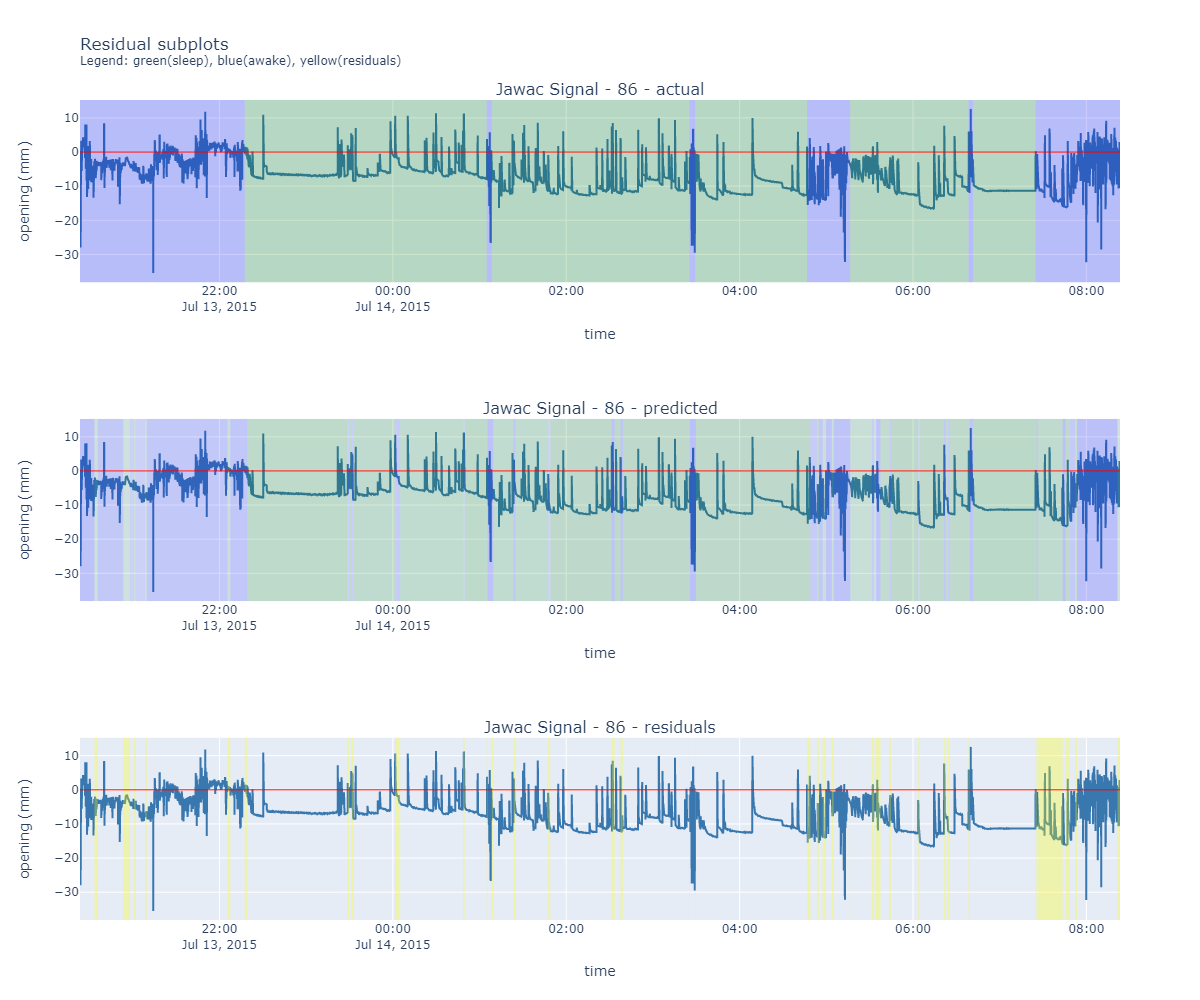 Residual subplots
Legend: green(sleep), blue(awake), yellow(residuals)
Jawac Signal - 86 - actual
opening (mm)
10
0
−10
−20
−30
22:00
Jul 13, 2015
00:00
Jul 14, 2015
02:00
04:00
06:00
08:00
time
Jawac Signal - 86 - predicted
opening (mm)
10
0
−10
−20
−30
22:00
Jul 13, 2015
00:00
Jul 14, 2015
02:00
04:00
06:00
08:00
time
Jawac Signal - 86 - residuals
opening (mm)
10
0
−10
−20
−30
22:00
Jul 13, 2015
00:00
Jul 14, 2015
02:00
04:00
06:00
08:00
time